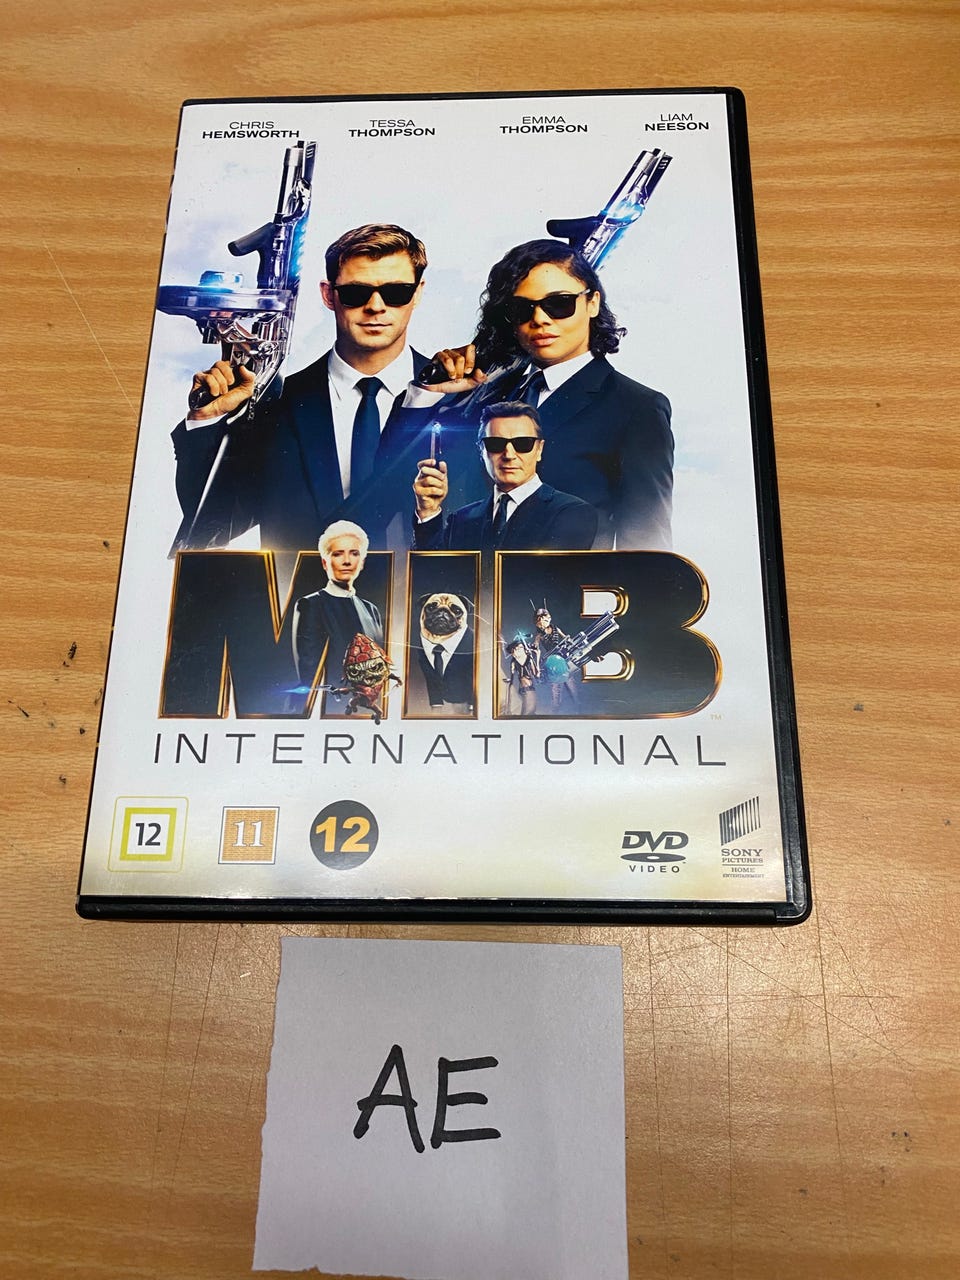 CHRIS
HEMSWORTH
TESSA
THOMPSON
EMMA
THOMPSON
LIAM
NEESON
MIB
TM
INTERNATIONAL
12
11
12
DVD
VIDEO
SONY
PICTURES
HOME
ENTERTAINMENT
AE